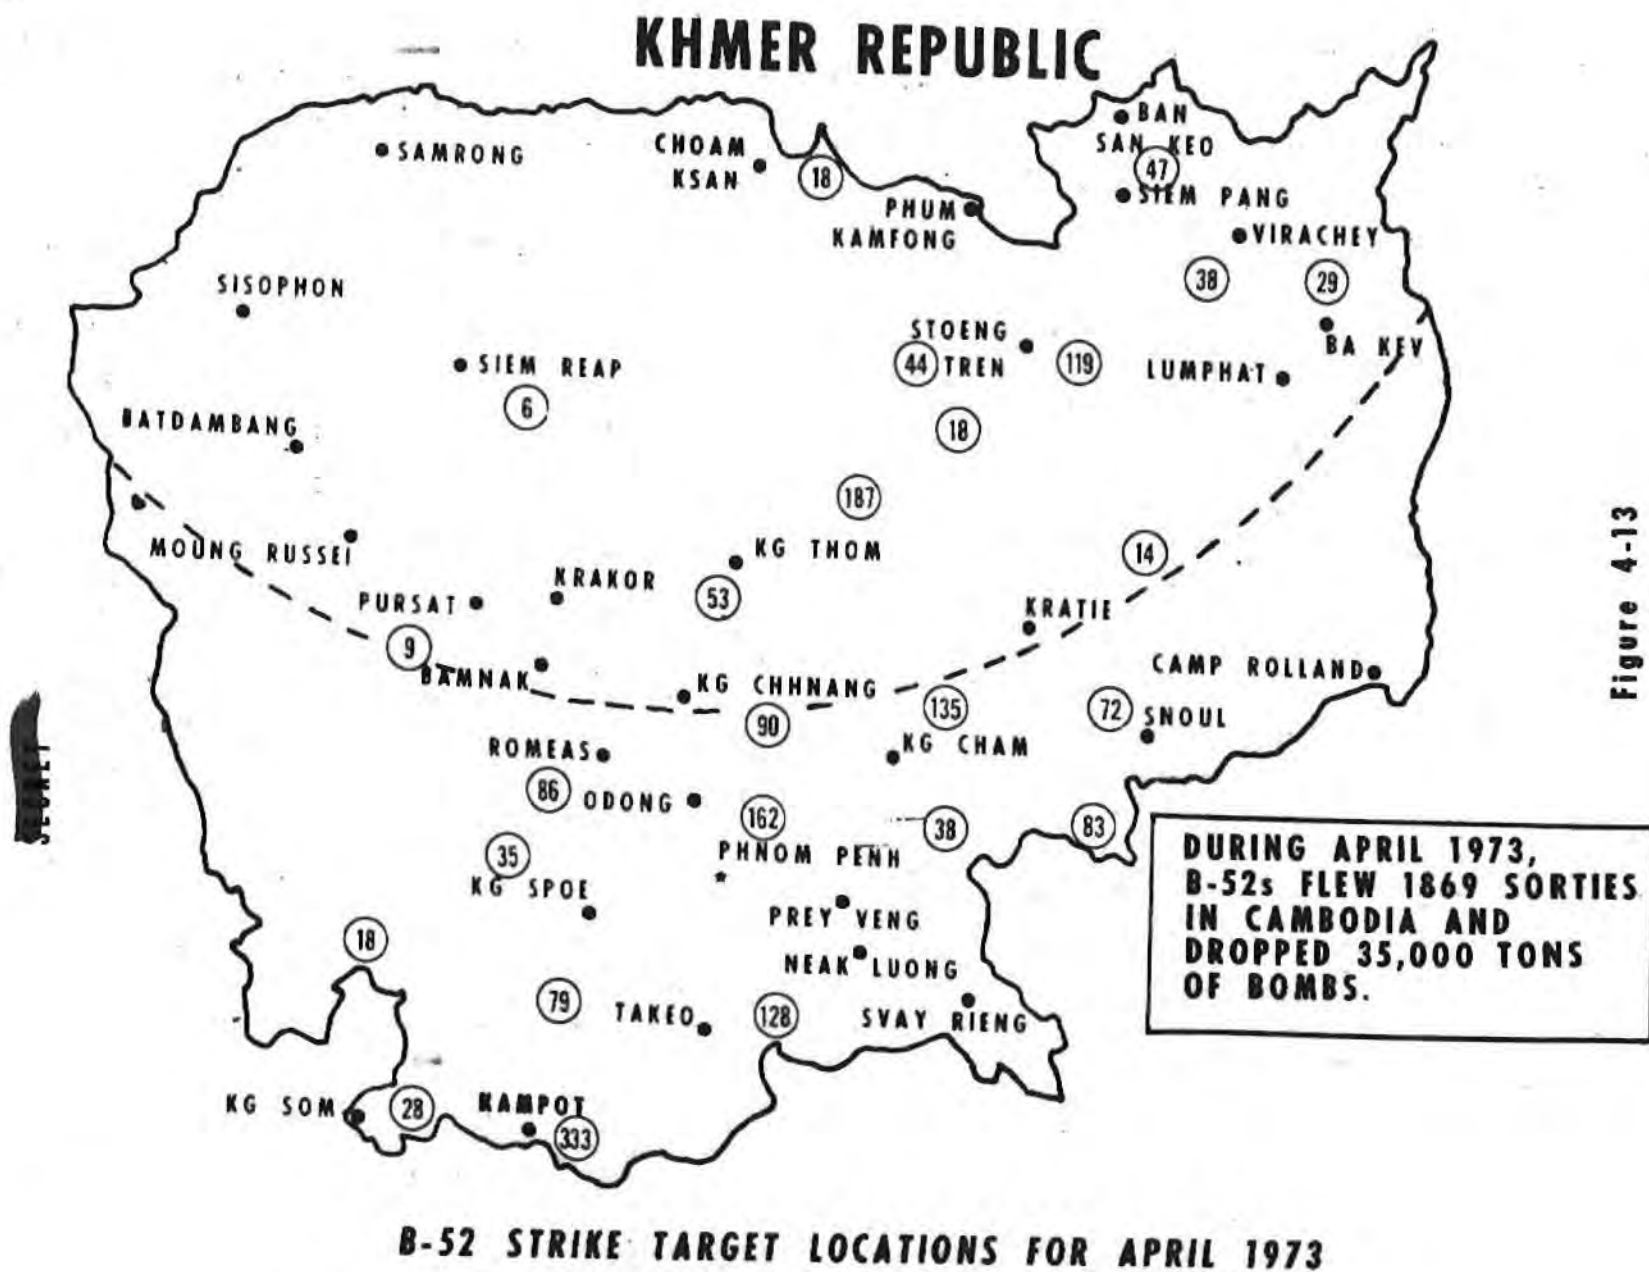 KHMER REPUBLIC
BAN
SAN KEO
SAMRONG
CHOAM
KSAN
18
47
SIEM PANG
PHUM
KAMFONG
VIRACHEY
38
29
SISOPHON
STOENG
TREN
44
119
BA KEV
LUMPHAT
SIEM REAP
6
18
BATDAMBANG
187
MOUNG RUSSEI
KG THOM
14
KRAKOR
53
PURSAT
KRATIE
9
BAMNAK
CAMP ROLLAND
KG CHHNANG
90
135
72
SNOUL
KG CHAM
ROMEAS
86
ODONG
162
38
83
PHNOM PENH
35
KG SPOE
PREY VENG
18
NEAK LUONG
79
TAKEO
128
SVAY RIENG
KG SOM
28
KAMPOT
333
DURING APRIL 1973,
B-52s FLEW 1869 SORTIES
IN CAMBODIA AND
DROPPED 35,000 TONS
OF BOMBS.
B-52 STRIKE TARGET LOCATIONS FOR APRIL 1973
Figure 4-13